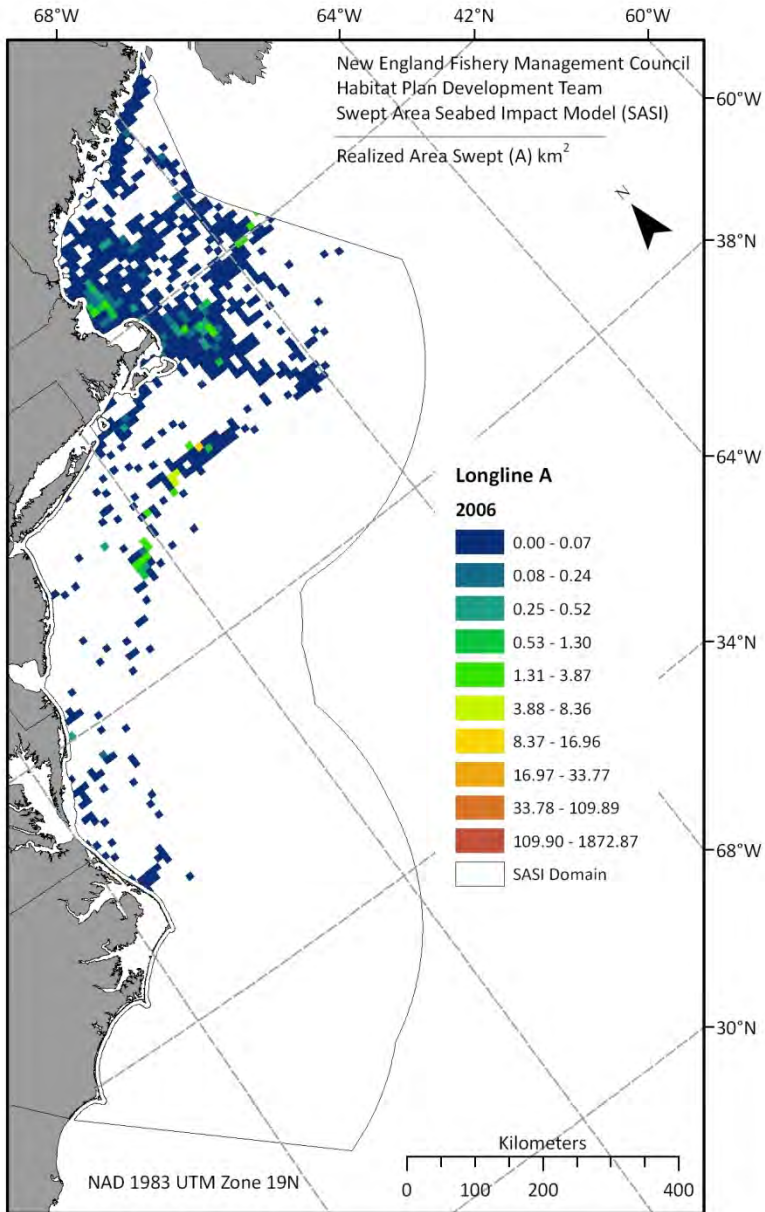 68°W 64°W 42°N 60°W
New England Fishery Management Council
Habitat Plan Development Team
Swept Area Seabed Impact Model (SASI)
Realized Area Swept (A) km²
60°W
N
38°N
64°W
Longline A
2006
0.00 - 0.07
0.08 - 0.24
0.25 - 0.52
0.53 - 1.30
34°N
1.31 - 3.87
3.88 - 8.36
8.37 - 16.96
16.97 - 33.77
33.78 - 109.89
109.90 - 1872.87
68°W
SASI Domain
30°N
Kilometers
NAD 1983 UTM Zone 19N
0 100 200 300 400